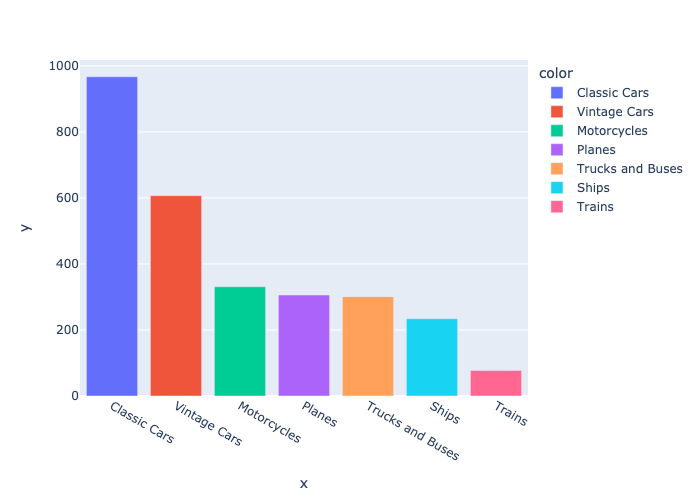 1000
800
600
400
200
0
y
Classic Cars
Vintage Cars
Motorcycles
Planes
Trucks and Buses
Ships
Trains
x
color
Classic Cars
Vintage Cars
Motorcycles
Planes
Trucks and Buses
Ships
Trains